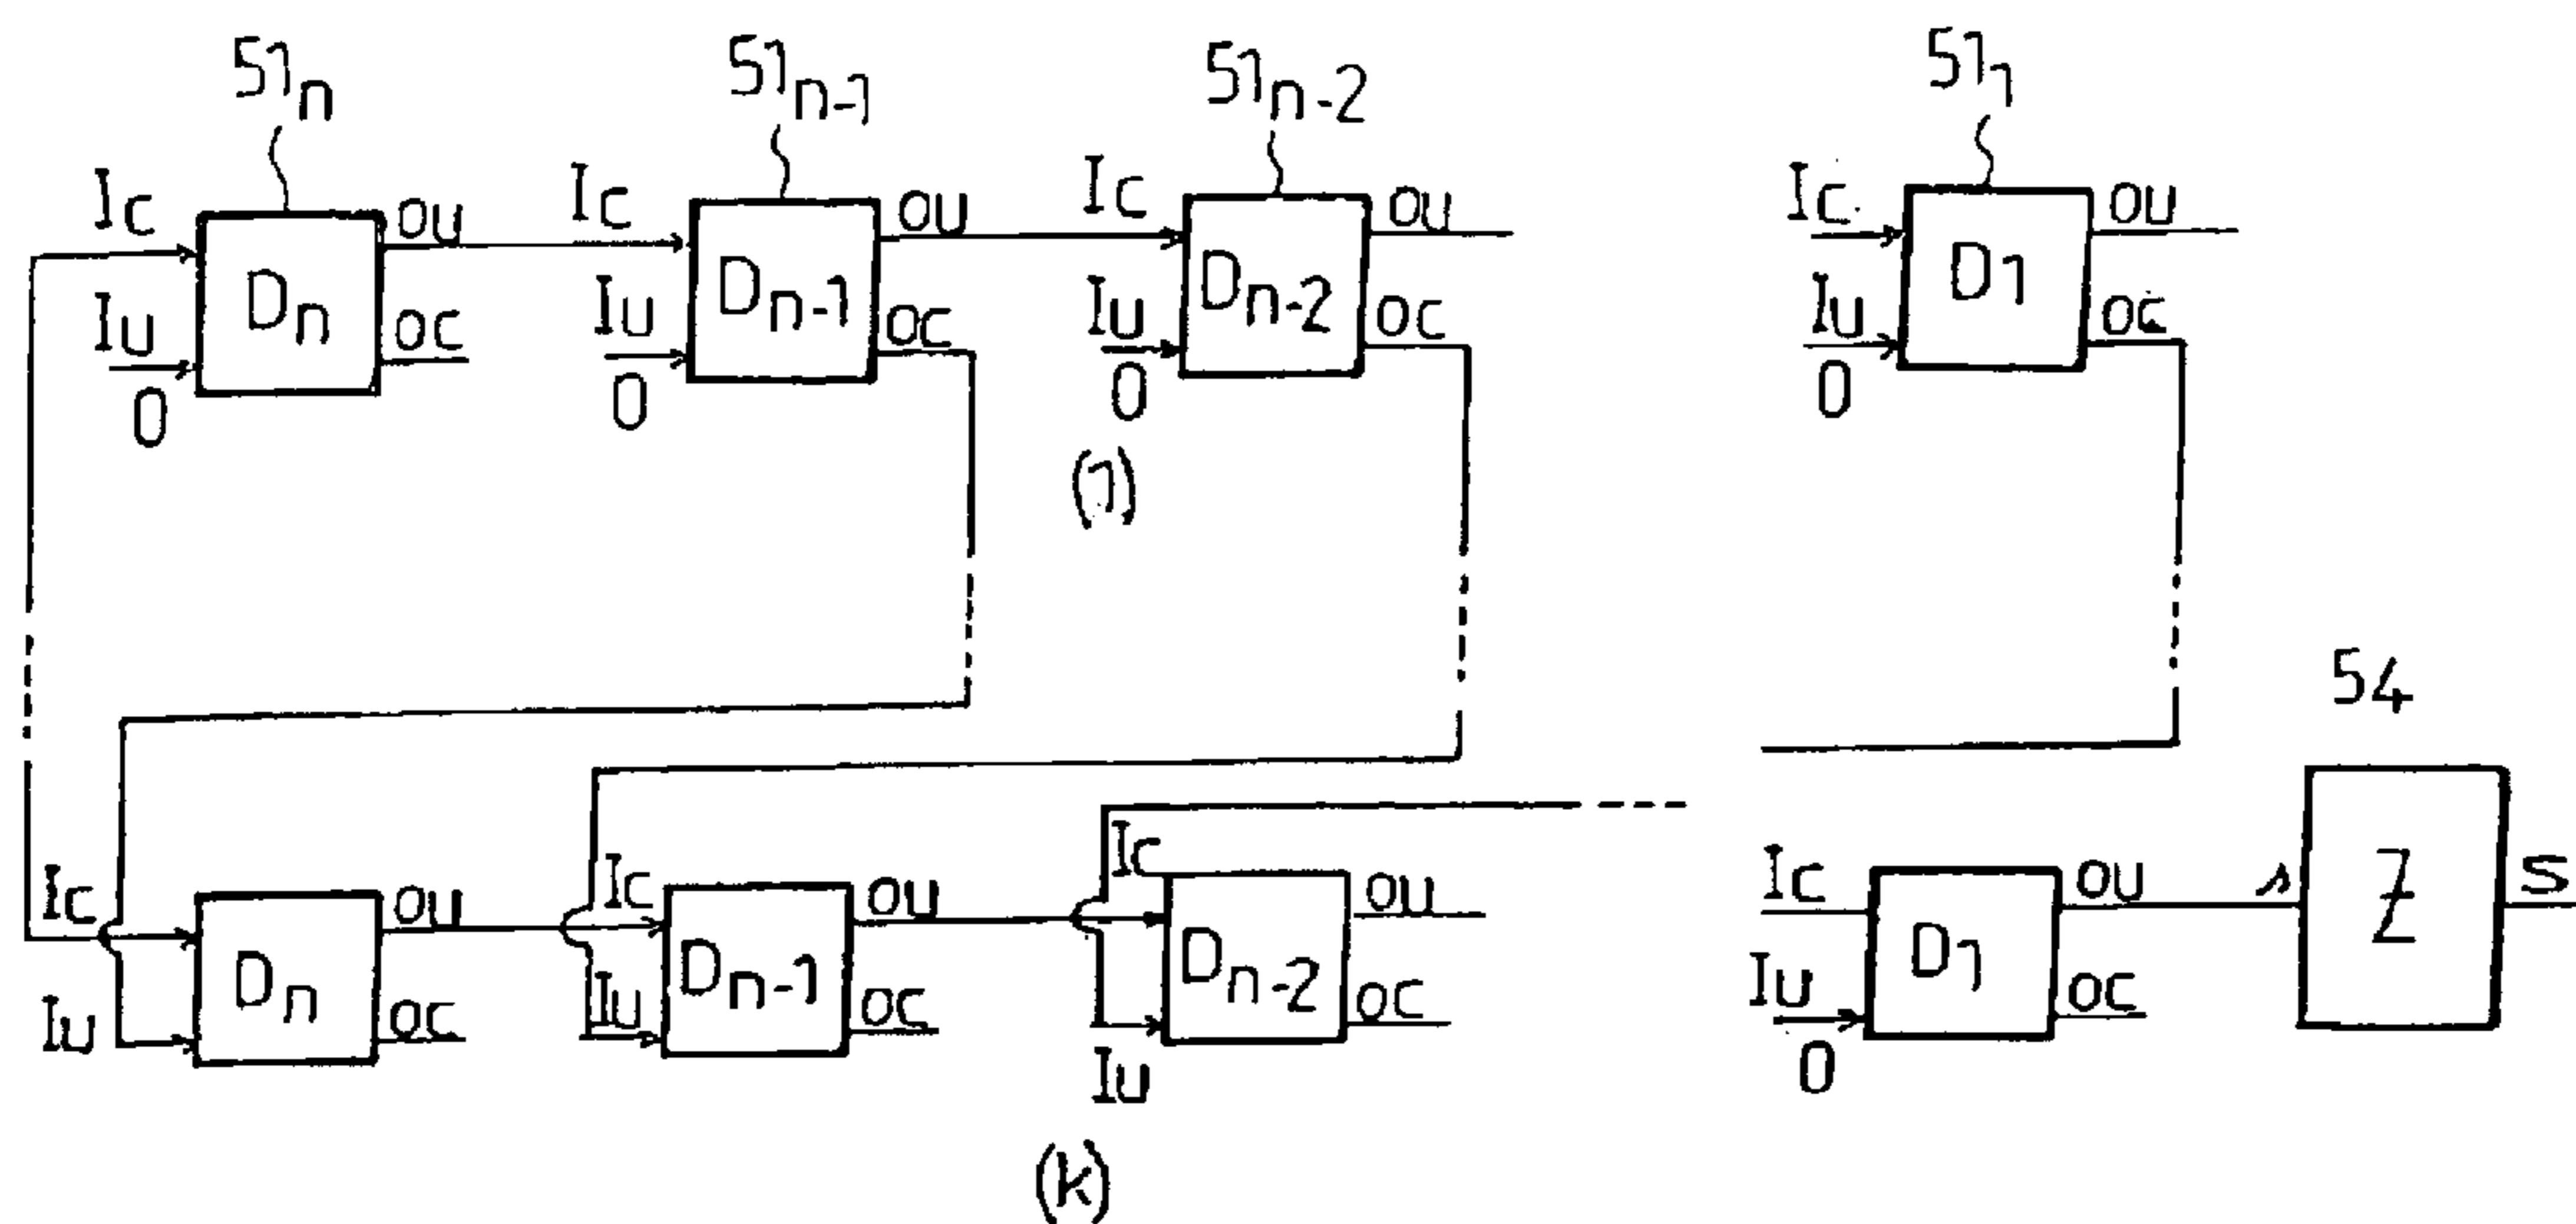 51n 51n-1 51n-2 511
Ic OU Ic OU Ic OU Ic OU
Dn Dn-1 Dn-2 D1
Iu OC Iu OC Iu OC Iu OC
0 0 0 0
(1)
54
Ic OU Ic OU Ic OU Ic OU s Z S
Dn Dn-1 Dn-2 D1
Iu OC Iu OC Iu OC Iu OC
0
(k)